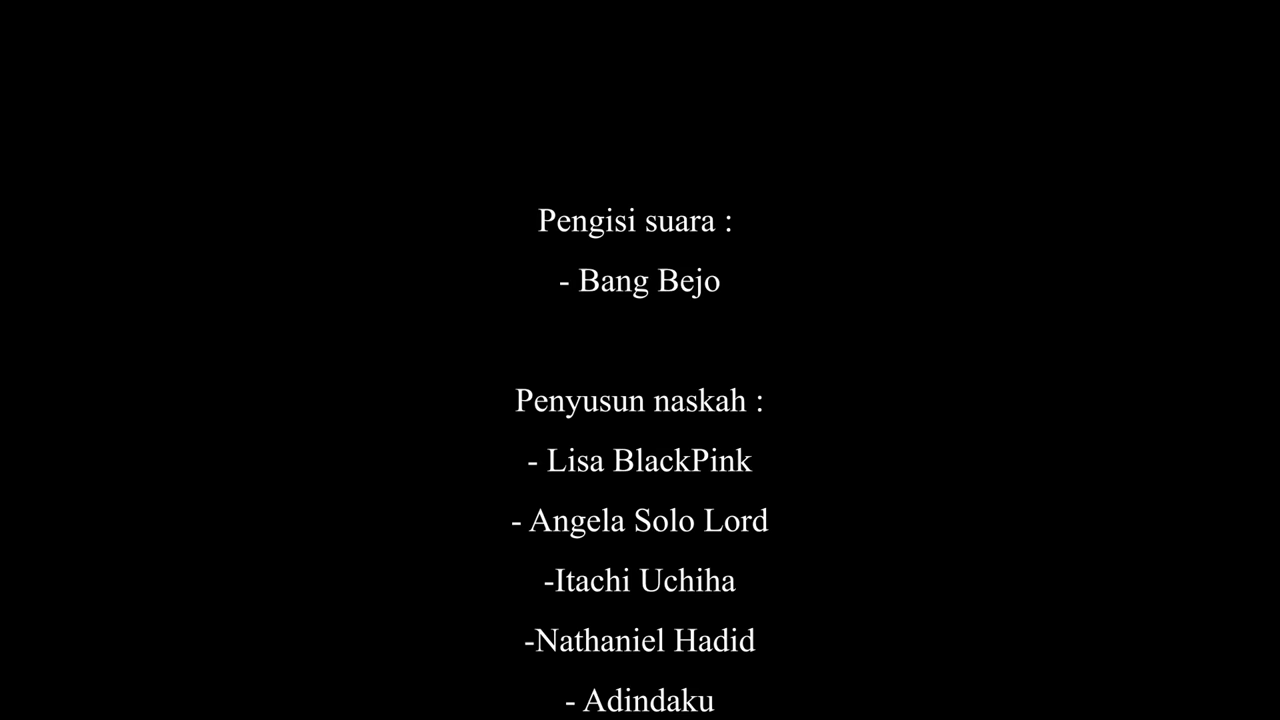 Pengisi suara :
- Bang Bejo
Penyusun naskah :
- Lisa BlackPink
- Angela Solo Lord
-Itachi Uchiha
-Nathaniel Hadid
- Adindaku